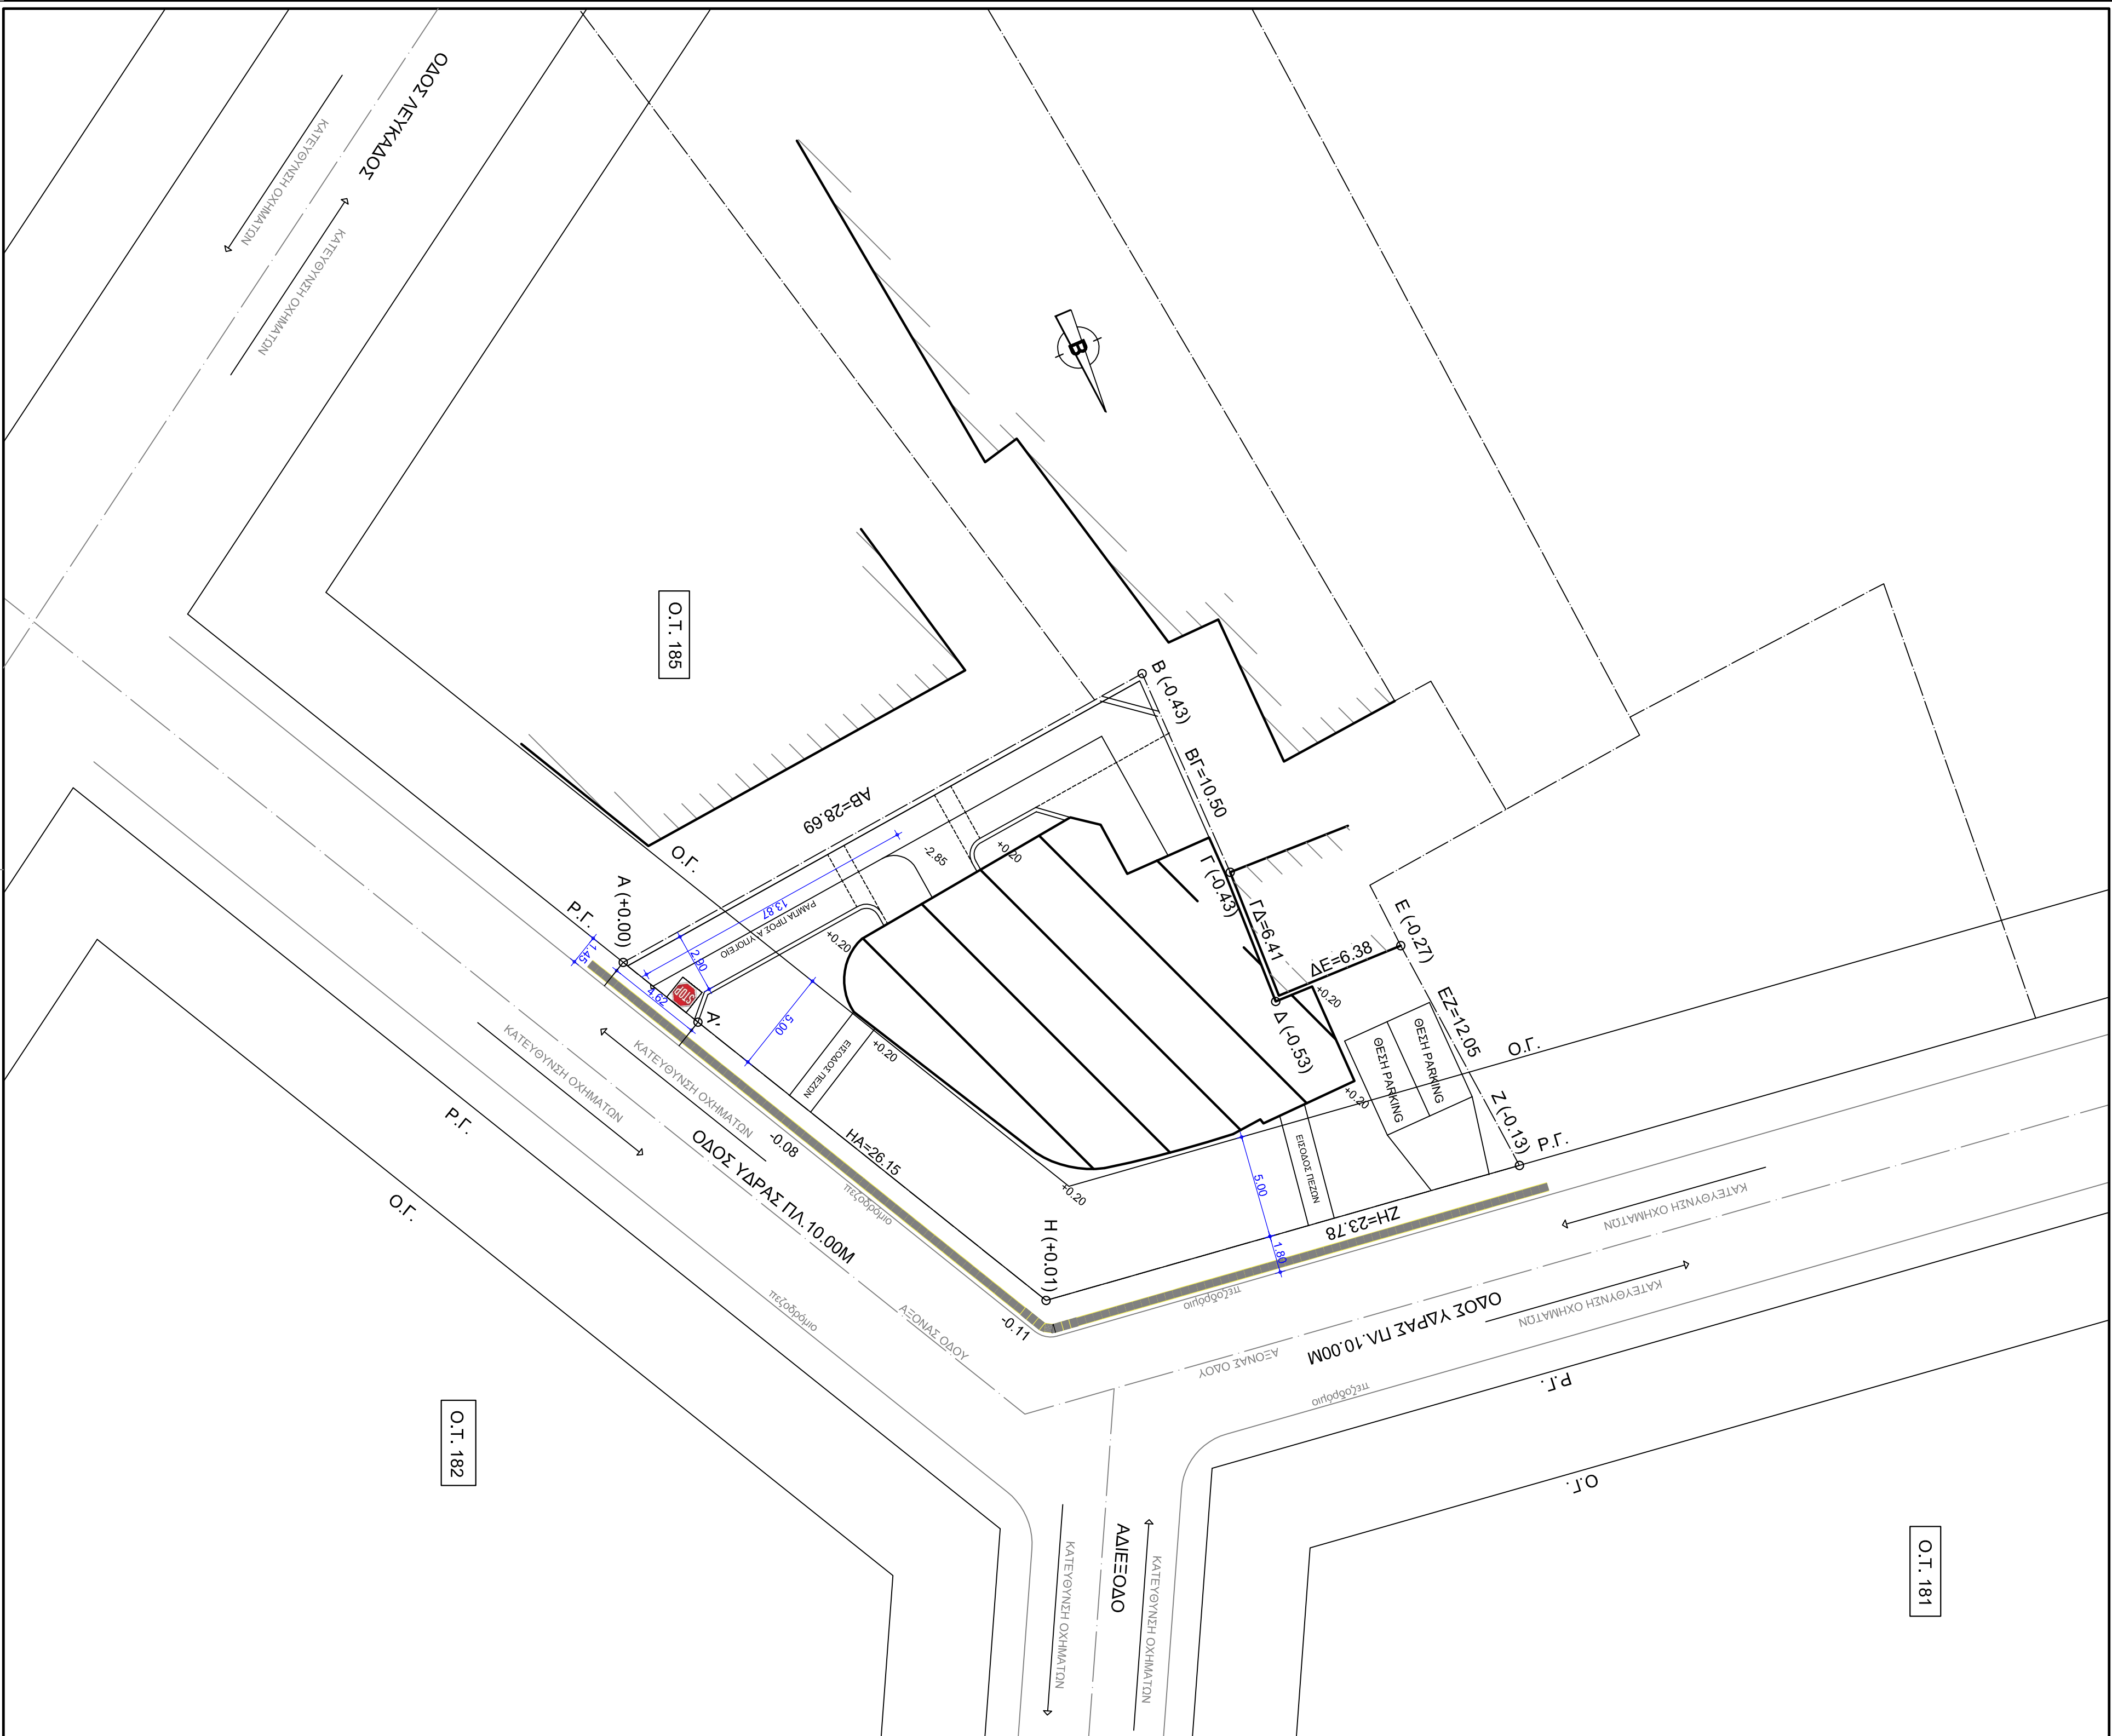 ΟΔΟΣ ΛΕΥΚΑΔΟΣ
ΚΑΤΕΥΘΥΝΣΗ ΟΧΗΜΑΤΩΝ
ΚΑΤΕΥΘΥΝΣΗ ΟΧΗΜΑΤΩΝ
Β
Ο.Τ. 185
Β (-0.43)
ΒΓ=10.50
ΑΒ=28.69
Ο.Γ.
Ρ.Γ.
Α (+0.00)
1.45
4.62
2.90
13.87
ΡΑΜΠΑ ΠΡΟΣ Α ΥΠΟΓΕΙΟ
STOP
Α'
-2.85
+0.20
+0.20
+0.20
5.00
ΕΙΣΟΔΟΣ ΠΕΖΩΝ
Γ (-0.43)
ΓΔ=6.41
ΔΕ=6.38
Ε (-0.27)
Δ (-0.53)
+0.20
+0.20
ΕΖ=12.05
ΘΕΣΗ PARKING
ΘΕΣΗ PARKING
Ο.Γ.
Ζ (-0.13)
Ρ.Γ.
ΕΙΣΟΔΟΣ ΠΕΖΩΝ
5.00
1.80
ΖΗ=23.78
+0.20
Η (+0.01)
ΗΑ=26.15
-0.08
-0.11
πεζοδρόμιο
πεζοδρόμιο
ΚΑΤΕΥΘΥΝΣΗ ΟΧΗΜΑΤΩΝ
ΚΑΤΕΥΘΥΝΣΗ ΟΧΗΜΑΤΩΝ
ΟΔΟΣ ΥΔΡΑΣ ΠΛ.10.00Μ
ΑΞΟΝΑΣ ΟΔΟΥ
πεζοδρόμιο
Ρ.Γ.
Ο.Γ.
ΚΑΤΕΥΘΥΝΣΗ ΟΧΗΜΑΤΩΝ
ΚΑΤΕΥΘΥΝΣΗ ΟΧΗΜΑΤΩΝ
ΟΔΟΣ ΥΔΡΑΣ ΠΛ.10.00Μ
ΑΞΟΝΑΣ ΟΔΟΥ
πεζοδρόμιο
Ρ.Γ.
Ο.Γ.
Ο.Τ. 182
ΑΔΙΕΞΟΔΟ
ΚΑΤΕΥΘΥΝΣΗ ΟΧΗΜΑΤΩΝ
ΚΑΤΕΥΘΥΝΣΗ ΟΧΗΜΑΤΩΝ
Ο.Τ. 181